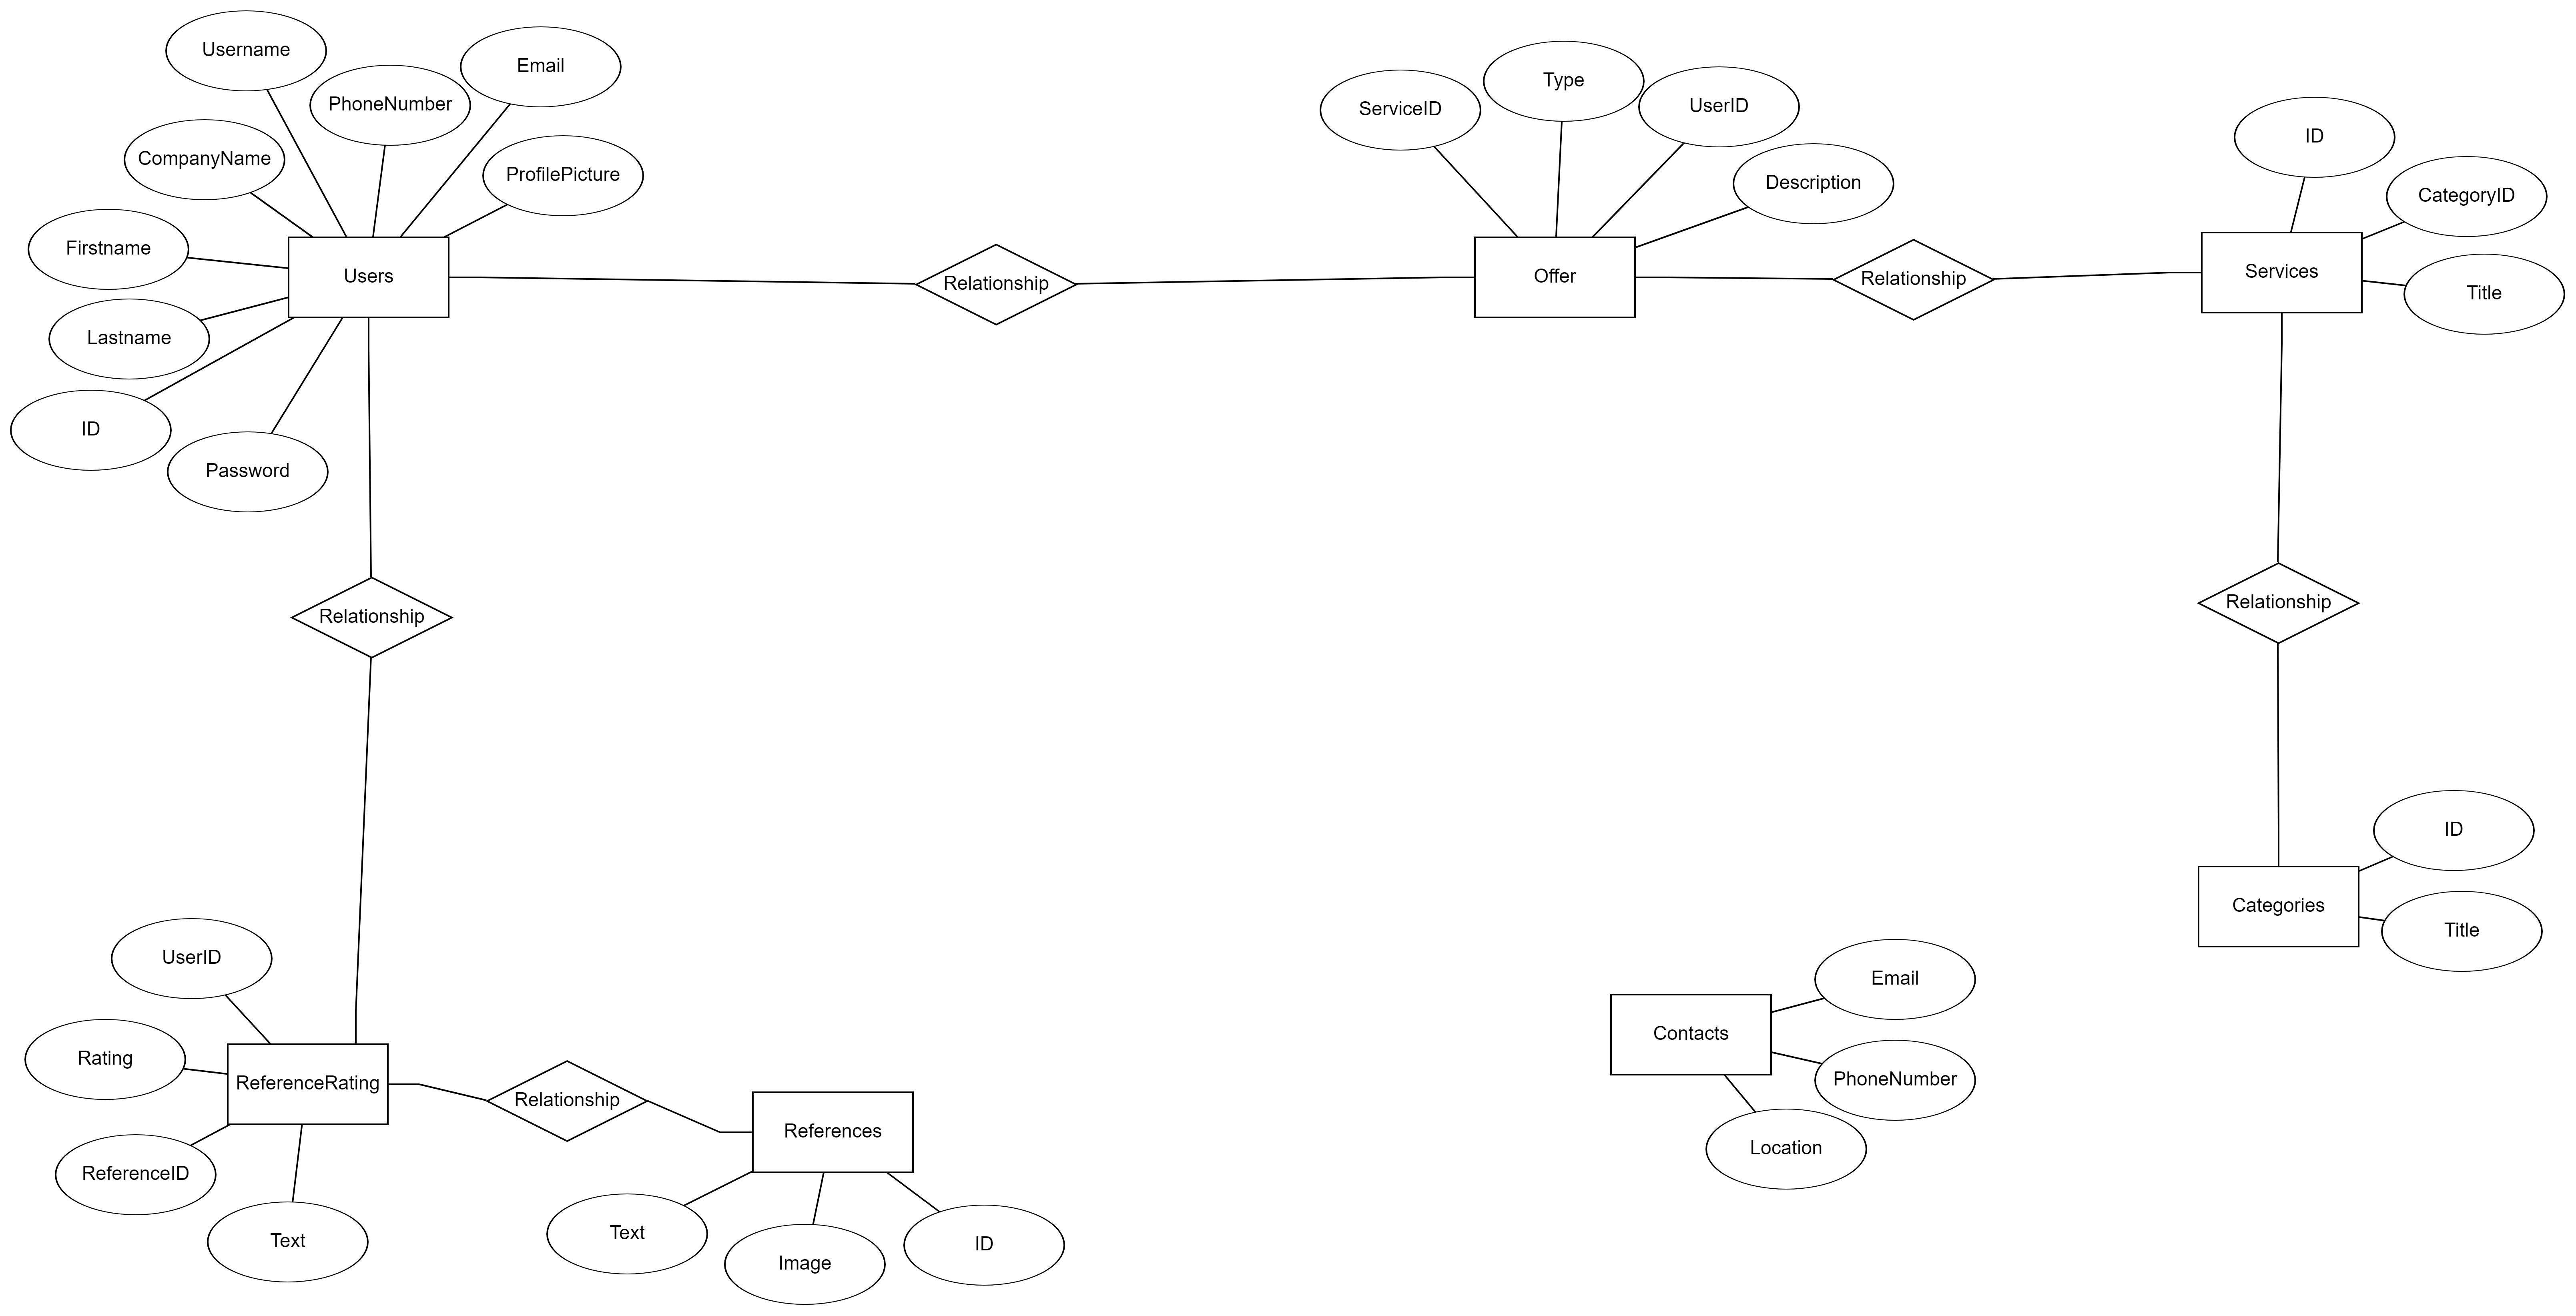 Username
Email
PhoneNumber
CompanyName
ProfilePicture
Firstname
Users
Lastname
ID
Password
Relationship
ServiceID
Type
UserID
Description
Offer
Relationship
ID
CategoryID
Services
Title
Relationship
Relationship
ID
Categories
Title
UserID
Rating
ReferenceRating
ReferenceID
Text
Relationship
References
Text
Image
ID
Email
Contacts
PhoneNumber
Location